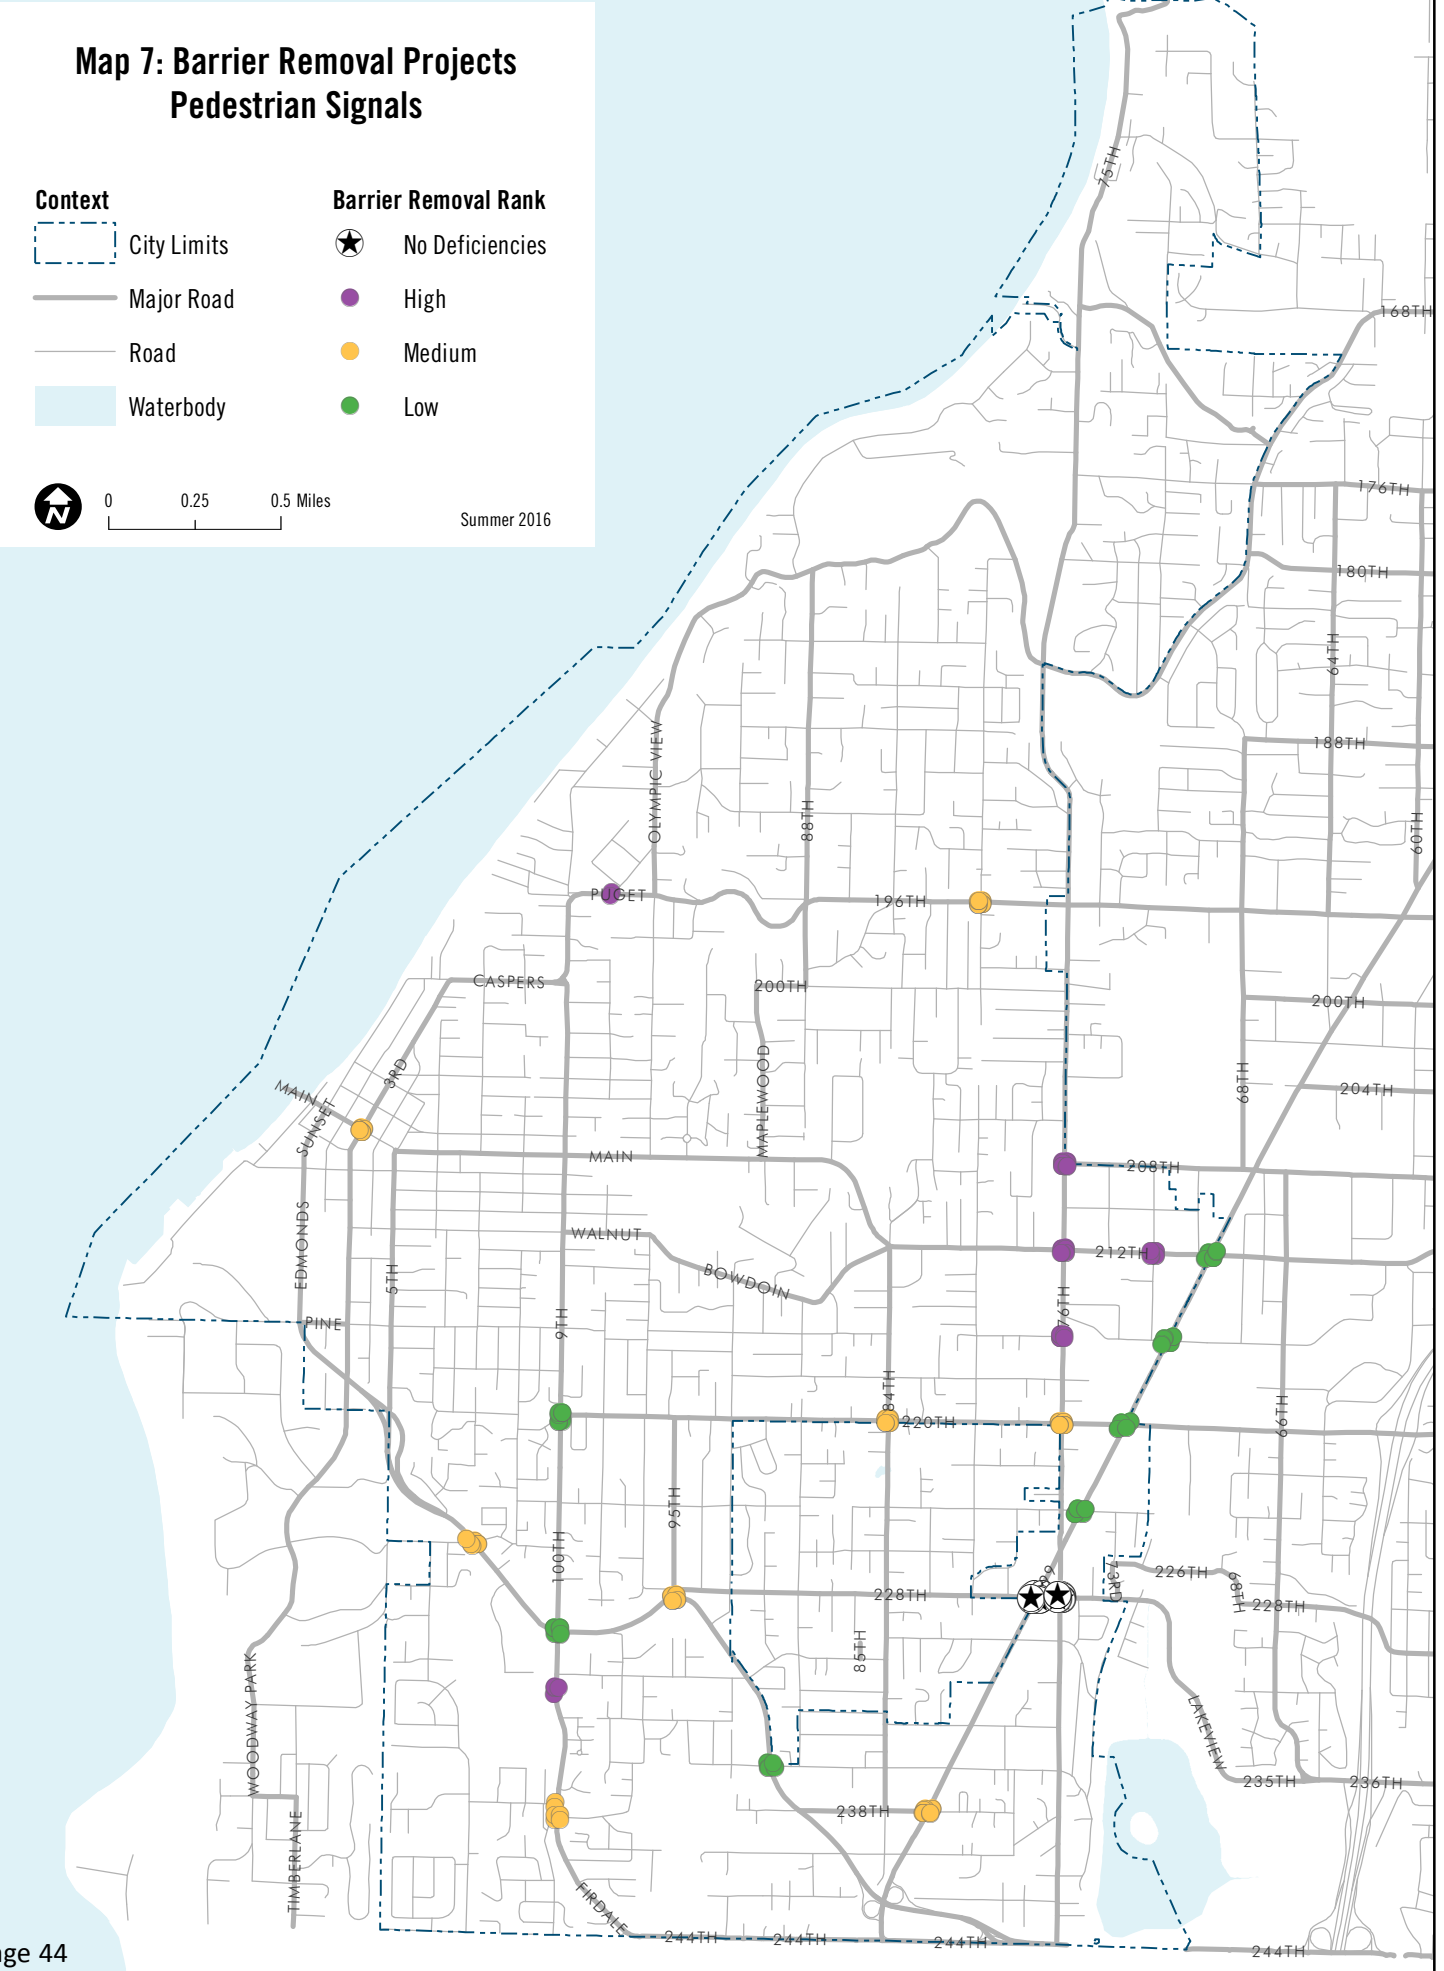 Map 7: Barrier Removal Projects
Pedestrian Signals
Context
Barrier Removal Rank
City Limits
No Deficiencies
Major Road
High
Road
Medium
Waterbody
Low
N
0
0.25
0.5 Miles
Summer 2016
75TH
168TH
176TH
180TH
64TH
188TH
OLYMPIC VIEW
88TH
60TH
PUGET
196TH
CASPERS
200TH
200TH
3RD
MAPLEWOOD
68TH
204TH
MAIN
SUNSET
MAIN
208TH
EDMONDS
WALNUT
212TH
BOWDOIN
5TH
76TH
9TH
PINE
84TH
220TH
66TH
95TH
100TH
226TH
73RD
68TH
228TH
228TH
85TH
WOODWAY PARK
LAKEVIEW
235TH
236TH
238TH
TIMBERLANE
FIRDALE
244TH
244TH
244TH
244TH
ge 44